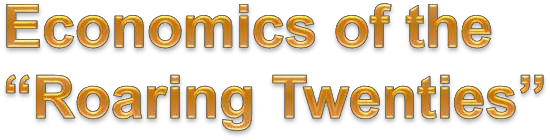 Economics of the
“Roaring Twenties”